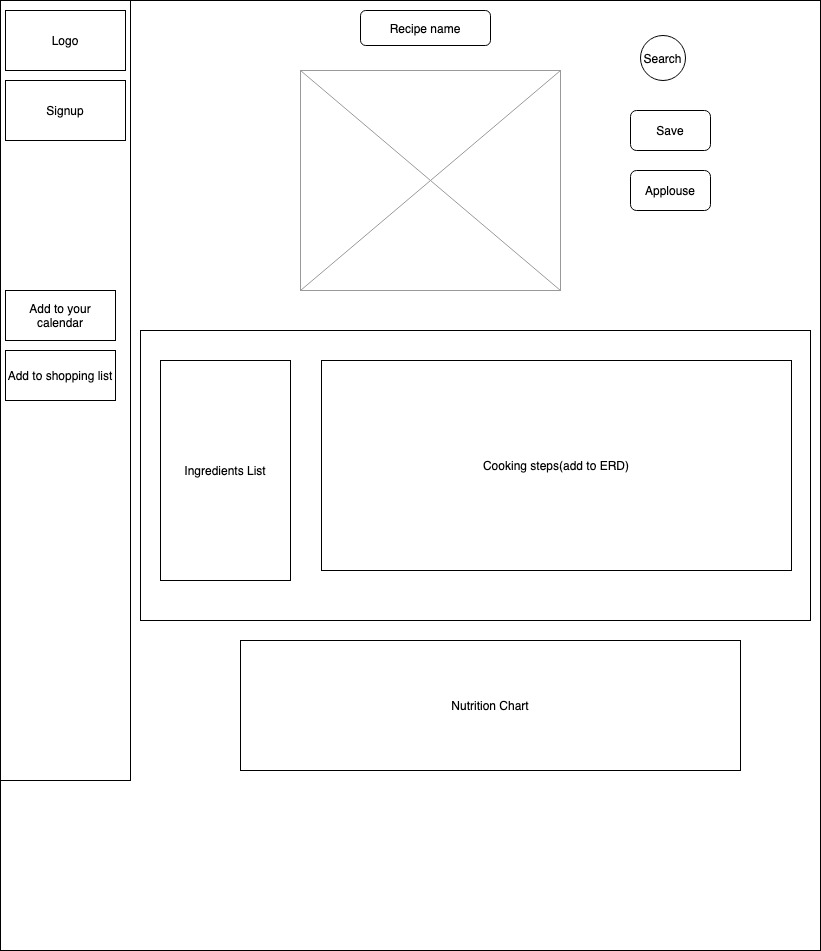 Logo
Signup
Add to your
calendar
Add to shopping list
Recipe name
Search
Save
Applouse
Ingredients List
Cooking steps(add to ERD)
Nutrition Chart